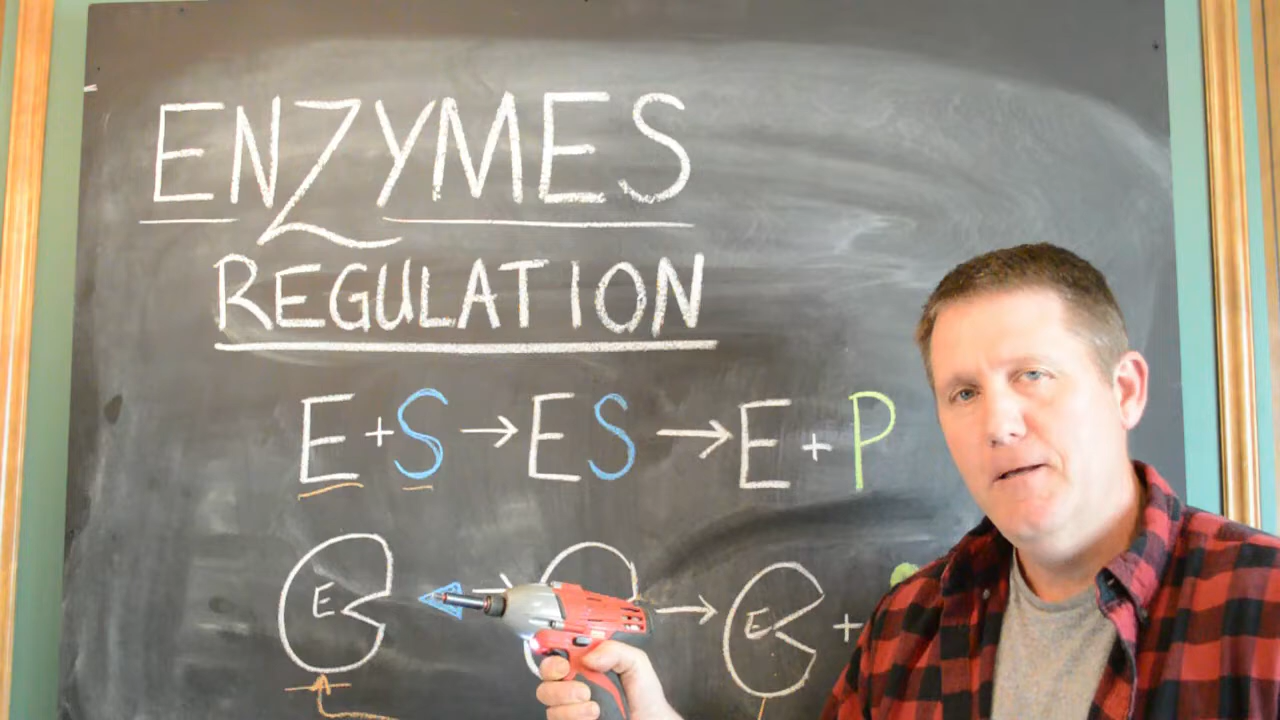 ENZYMES
REGULATION
E + S → ES → E + P
E → E +